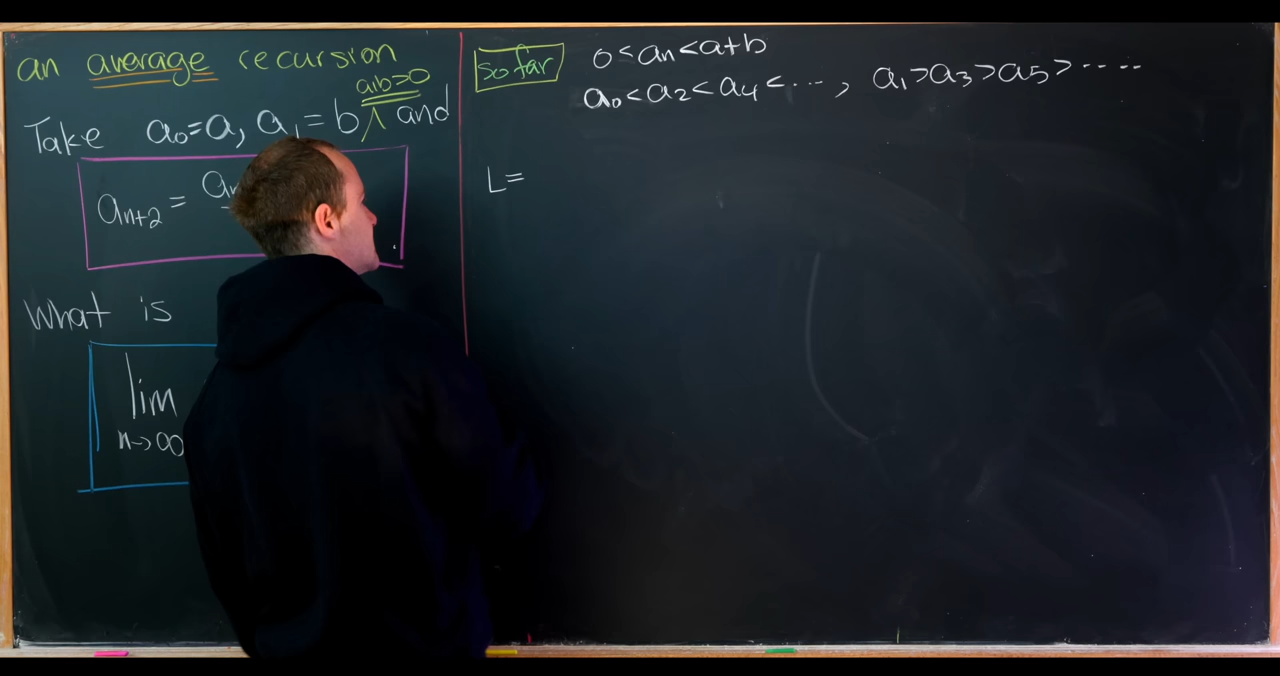 an average recursion
a,b>0
Take a₀=a, a₁=b ∧ and
aₙ₊₂ =
What is
lim
n→∞
so far
0<aₙ<a+b
a₀<a₂<a₄<···, a₁>a₃>a₅>····
L=